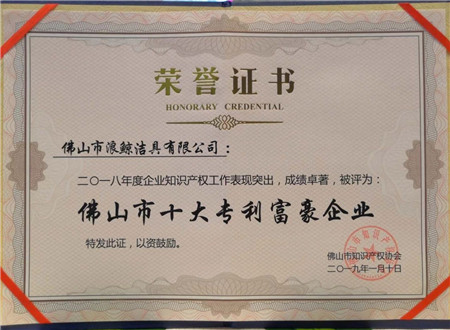 荣誉证书
HONORARY CREDENTIAL
佛山市浪鲸洁具有限公司：
二〇一八年度企业知识产权工作表现突出，成绩卓著，被评为：
佛山市十大专利富豪企业
特发此证，以资鼓励。
佛山市知识产权协会
二〇一九年一月十日